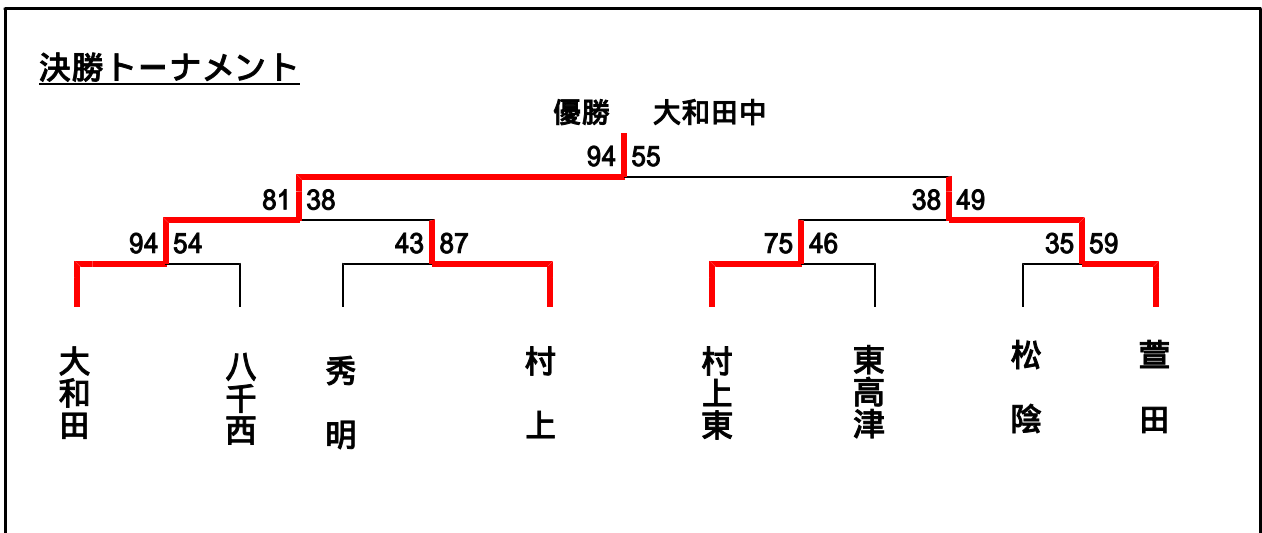 決勝トーナメント
優勝 大和田中
94 55
81 38 38 49
94 54 43 87 75 46 35 59
大和田
八千西
秀明
村上
村上東
東高津
松陰
萱田